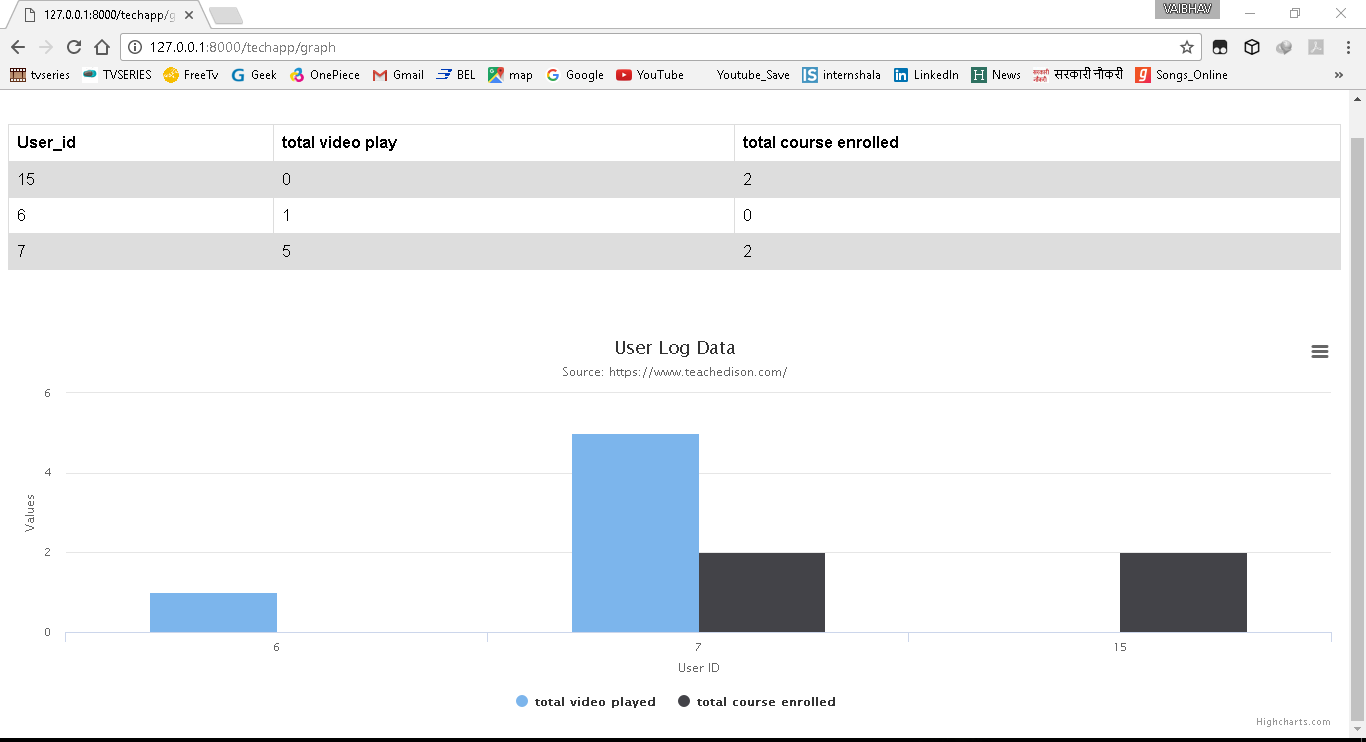 127.0.0.1:8000/techapp/g
VAIBHAV
127.0.0.1:8000/techapp/graph
tvseries TVSERIES FreeTv Geek OnePiece Gmail BEL map Google YouTube Youtube_Save internshala LinkedIn News सरकारी नौकरी Songs_Online »
User_id total video play total course enrolled
15 0 2
6 1 0
7 5 2
User Log Data
Source: https://www.teachedison.com/
6
4
2
0
Values
6 7 15
User ID
total video played total course enrolled
Highcharts.com